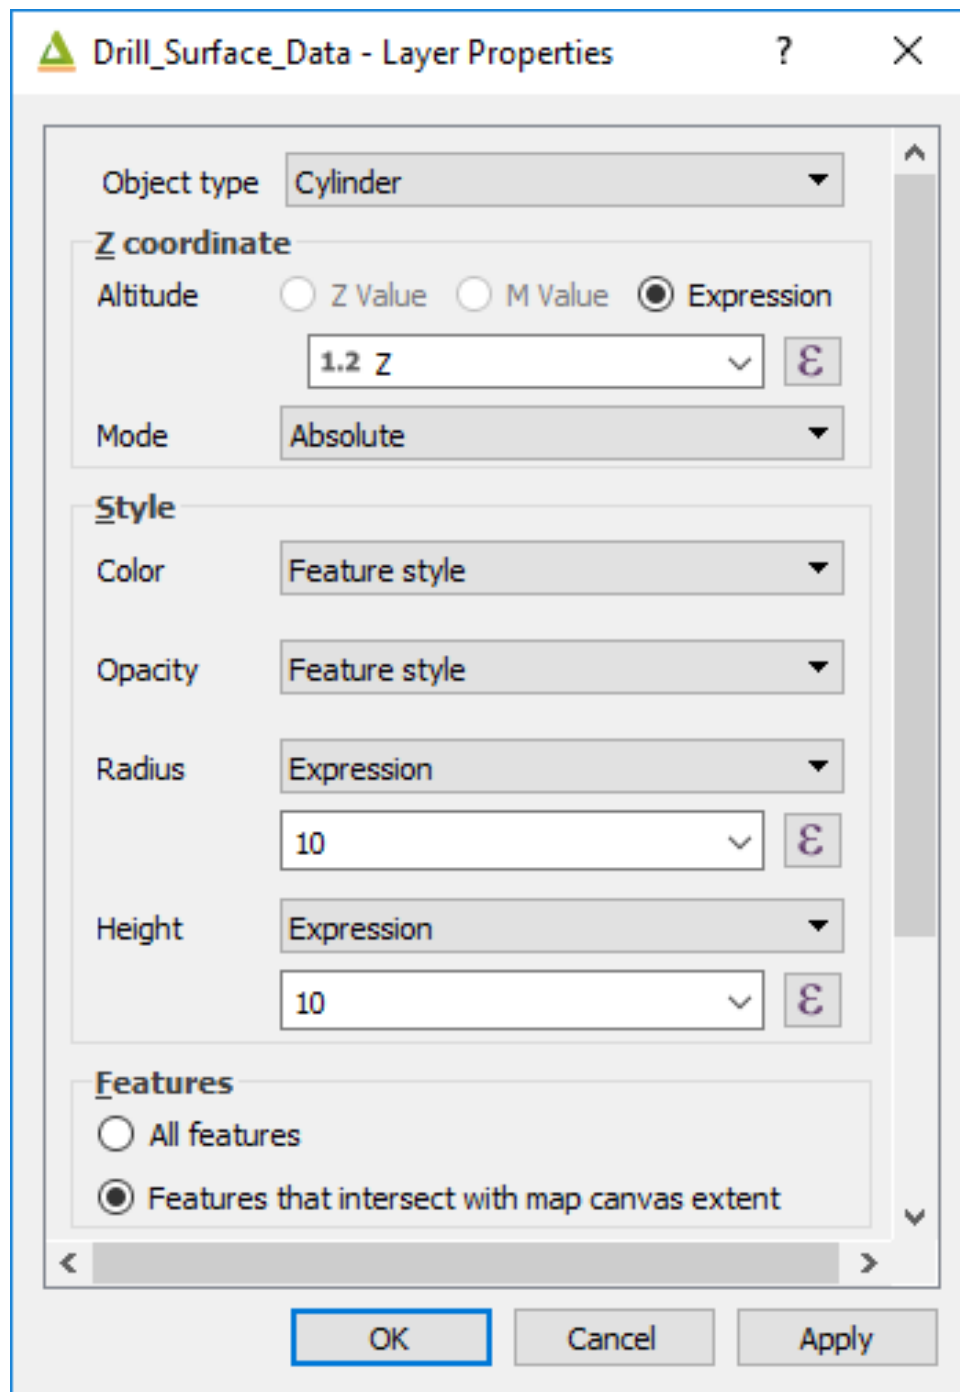 Drill_Surface_Data - Layer Properties ?
Object type Cylinder
Z coordinate
Altitude Z Value M Value Expression
1.2 Z ε
Mode Absolute
Style
Color Feature style
Opacity Feature style
Radius Expression
10 ε
Height Expression
10 ε
Features
All features
Features that intersect with map canvas extent
OK Cancel Apply